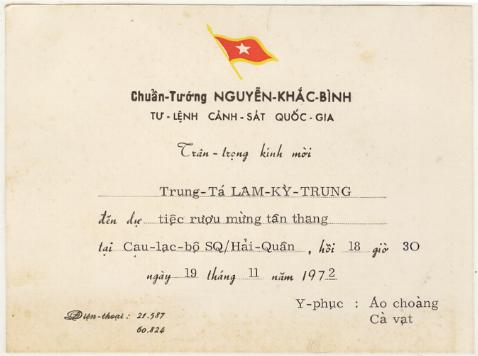 Chuẩn-Tướng NGUYỄN-KHẮC-BÌNH
TƯ-LỆNH CẢNH-SÁT QUỐC-GIA
Trân-trọng kính mời
Trung-Tá LAM-KỲ-TRUNG
đến dự tiệc rượu mừng tân thăng
tại Câu-lạc-bộ SQ/Hải-Quân, hồi 18 giờ 30
ngày 19 tháng 11 năm 1972
Y-phục : Áo choàng
Cà vạt
Điện-thoại : 21.587
60.824